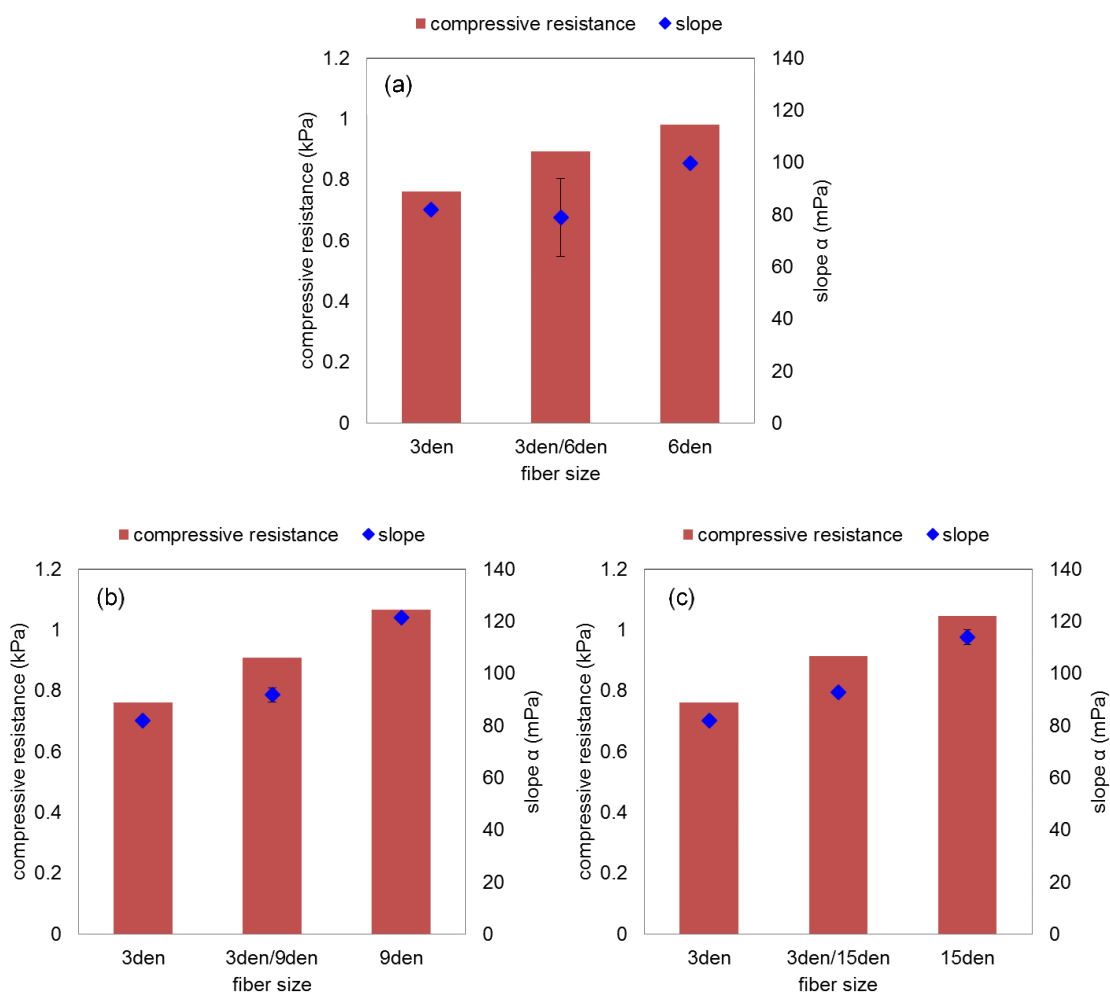 compressive resistance slope
(a)
compressive resistance (kPa)
1.2
1
0.8
0.6
0.4
0.2
0
140
120
100
80
60
40
20
0
slope α (mPa)
3den 3den/6den 6den
fiber size
compressive resistance slope
(b)
compressive resistance (kPa)
1.2
1
0.8
0.6
0.4
0.2
0
140
120
100
80
60
40
20
0
slope α (mPa)
3den 3den/9den 9den
fiber size
compressive resistance slope
(c)
compressive resistance (kPa)
1.2
1
0.8
0.6
0.4
0.2
0
140
120
100
80
60
40
20
0
slope α (mPa)
3den 3den/15den 15den
fiber size